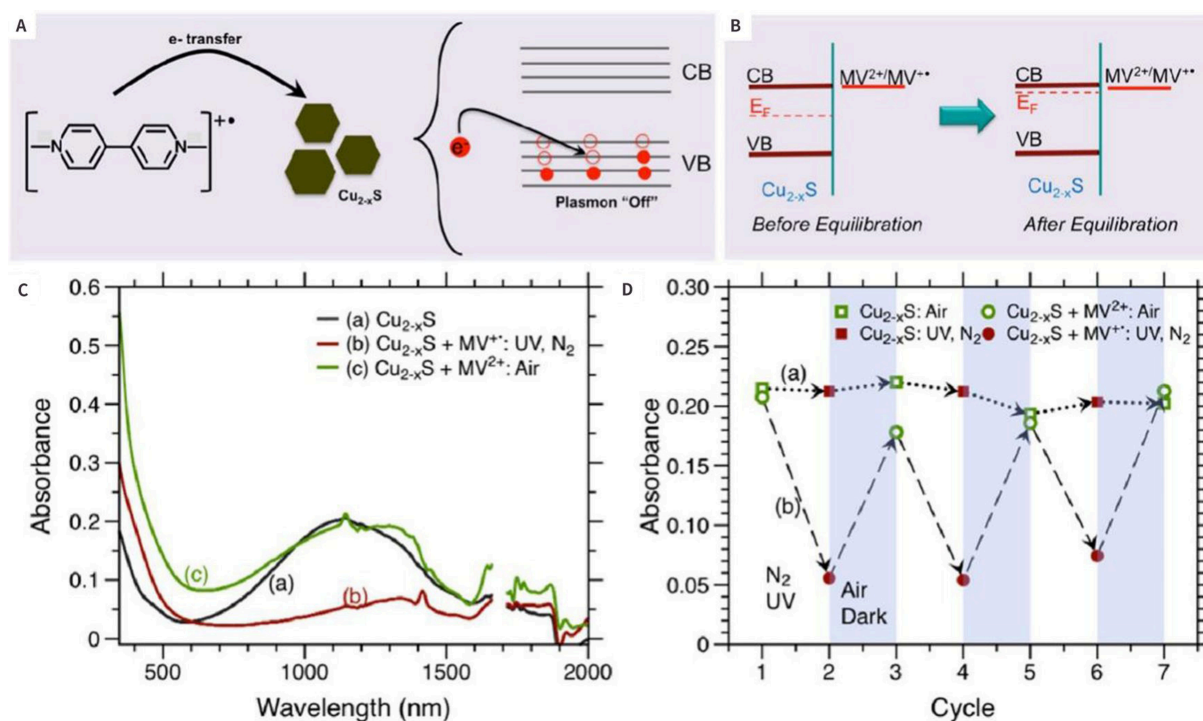 A
e- transfer
+•
N
N
Cu2-xS
e-
CB
VB
Plasmon “Off”
B
CB
MV2+/MV+•
EF
VB
Cu2-xS
Before Equilibration
CB
MV2+/MV+•
EF
VB
Cu2-xS
After Equilibration
C
0.6
0.5
0.4
0.3
0.2
0.1
0
Absorbance
(a) Cu2-xS
(b) Cu2-xS + MV+•: UV, N2
(c) Cu2-xS + MV2+: Air
(c)
(a)
(b)
500 1000 1500 2000
Wavelength (nm)
D
0.30
0.25
0.20
0.15
0.10
0.05
0
Absorbance
Cu2-xS: Air
Cu2-xS + MV2+: Air
Cu2-xS: UV, N2
Cu2-xS + MV+•: UV, N2
(a)
(b)
N2
UV
Air
Dark
1 2 3 4 5 6 7
Cycle